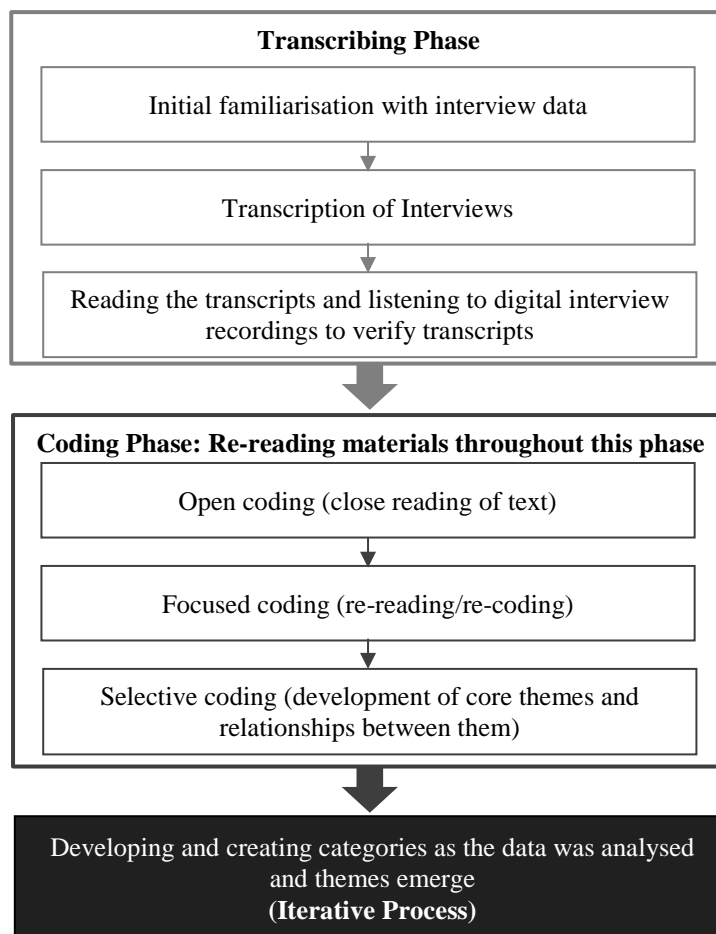 Transcribing Phase
Initial familiarisation with interview data
Transcription of Interviews
Reading the transcripts and listening to digital interview
recordings to verify transcripts
Coding Phase: Re-reading materials throughout this phase
Open coding (close reading of text)
Focused coding (re-reading/re-coding)
Selective coding (development of core themes and
relationships between them)
Developing and creating categories as the data was analysed
and themes emerge
(Iterative Process)